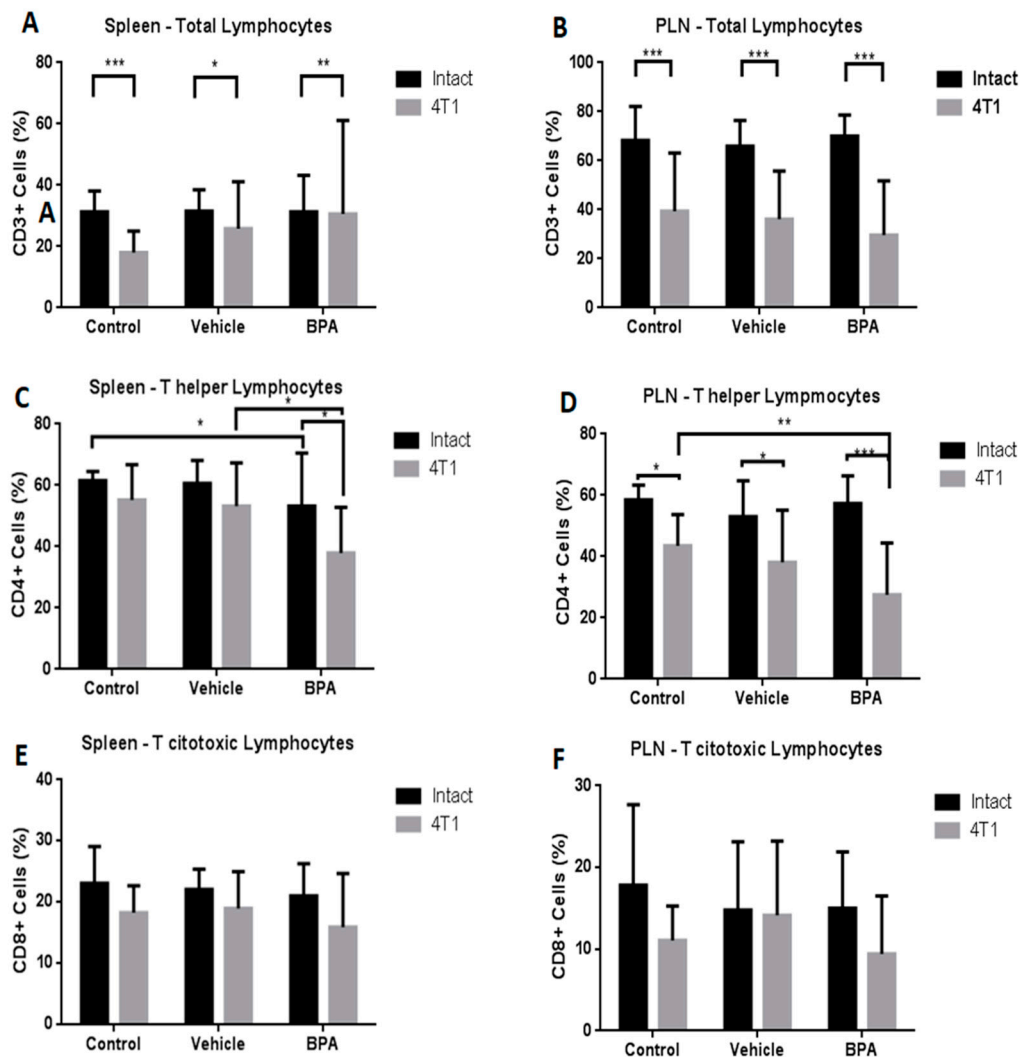 A
Spleen - Total Lymphocytes
CD3+ Cells (%)
80
60
40
20
0
A
***
*
**
Control
Vehicle
BPA
Intact
4T1
B
PLN - Total Lymphocytes
CD3+ Cells (%)
100
80
60
40
20
0
***
***
***
Control
Vehicle
BPA
Intact
4T1
C
Spleen - T helper Lymphocytes
CD4+ Cells (%)
80
60
40
20
0
*
*
*
Control
Vehicle
BPA
Intact
4T1
D
PLN - T helper Lympmocytes
CD4+ Cells (%)
80
60
40
20
0
**
*
*
***
Control
Vehicle
BPA
Intact
4T1
E
Spleen - T citotoxic Lymphocytes
CD8+ Cells (%)
40
30
20
10
0
Control
Vehicle
BPA
Intact
4T1
F
PLN - T citotoxic Lymphocytes
CD8+ Cells (%)
30
20
10
0
Control
Vehicle
BPA
Intact
4T1